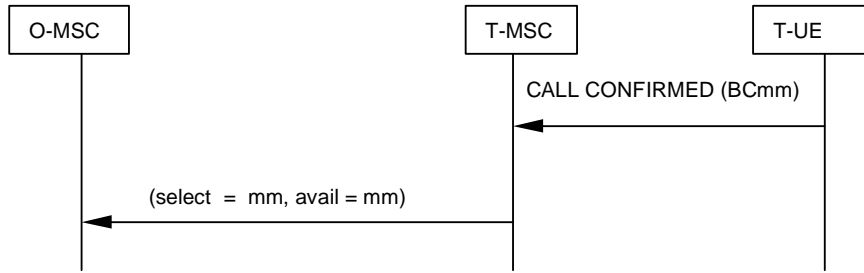 O-MSC
T-MSC
T-UE
CALL CONFIRMED (BCmm)
(select = mm, avail = mm)